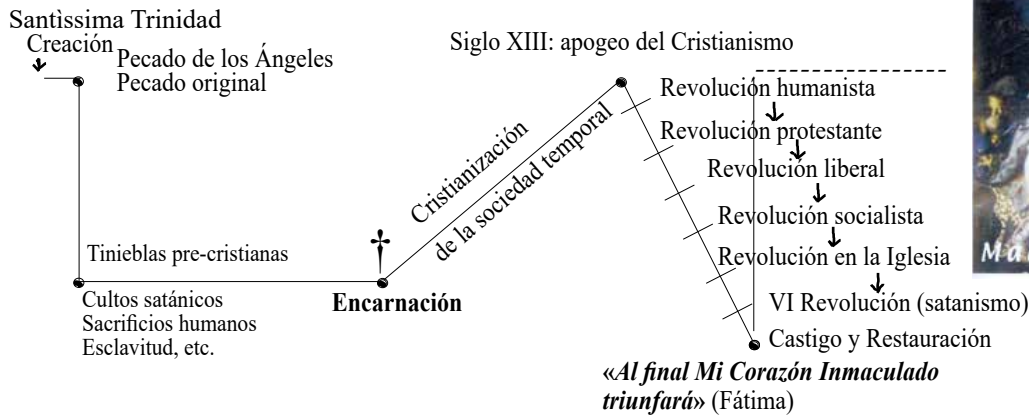 Santìssima Trinidad
Creación
Pecado de los Ángeles
Pecado original
Tinieblas pre-cristianas
Cultos satánicos
Sacrificios humanos
Esclavitud, etc.
Encarnación
Cristianización
de la sociedad temporal
Siglo XIII: apogeo del Cristianismo
Revolución humanista
Revolución protestante
Revolución liberal
Revolución socialista
Revolución en la Iglesia
VI Revolución (satanismo)
Castigo y Restauración
«Al final Mi Corazón Inmaculado
triunfará» (Fátima)